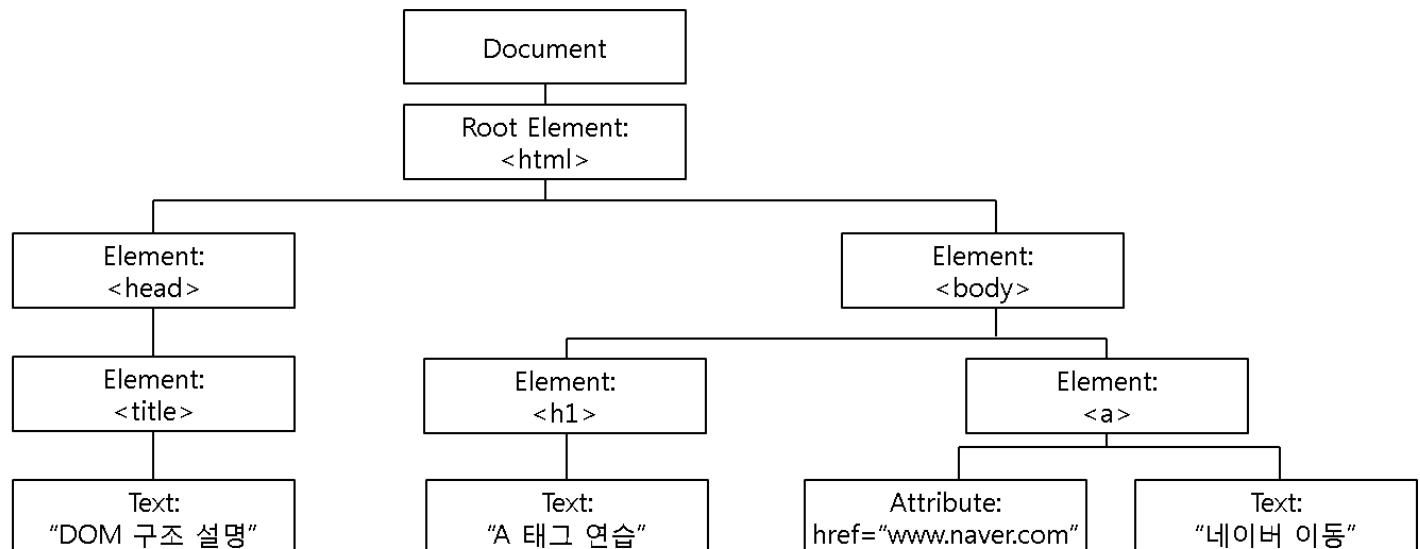 Document
Root Element:
<html>
Element:
<head>
Element:
<body>
Element:
<title>
Element:
<h1>
Element:
<a>
Text:
“DOM 구조 설명”
Text:
“A 태그 연습”
Attribute:
href=“www.naver.com”
Text:
“네이버 이동”